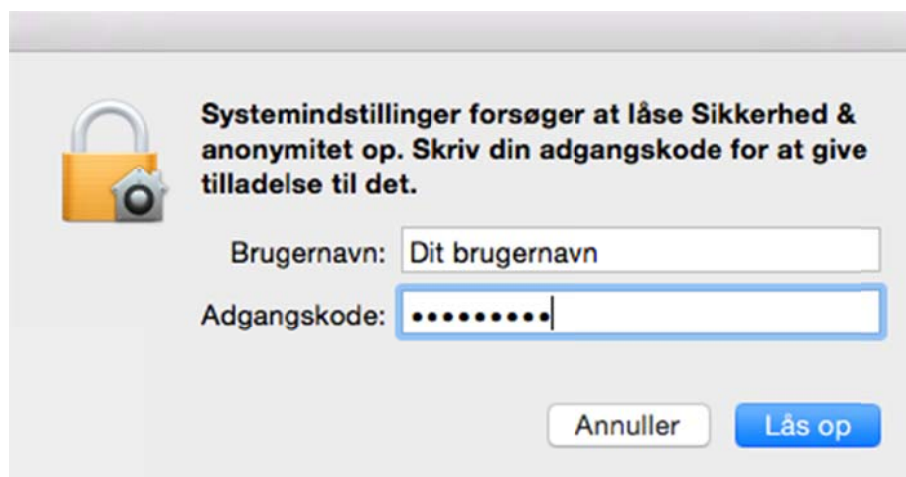 Systemindstillinger forsøger at låse Sikkerhed &
anonymitet op. Skriv din adgangskode for at give
tilladelse til det.
Brugernavn: Dit brugernavn
Adgangskode: •••••••••
Annuller Lås op